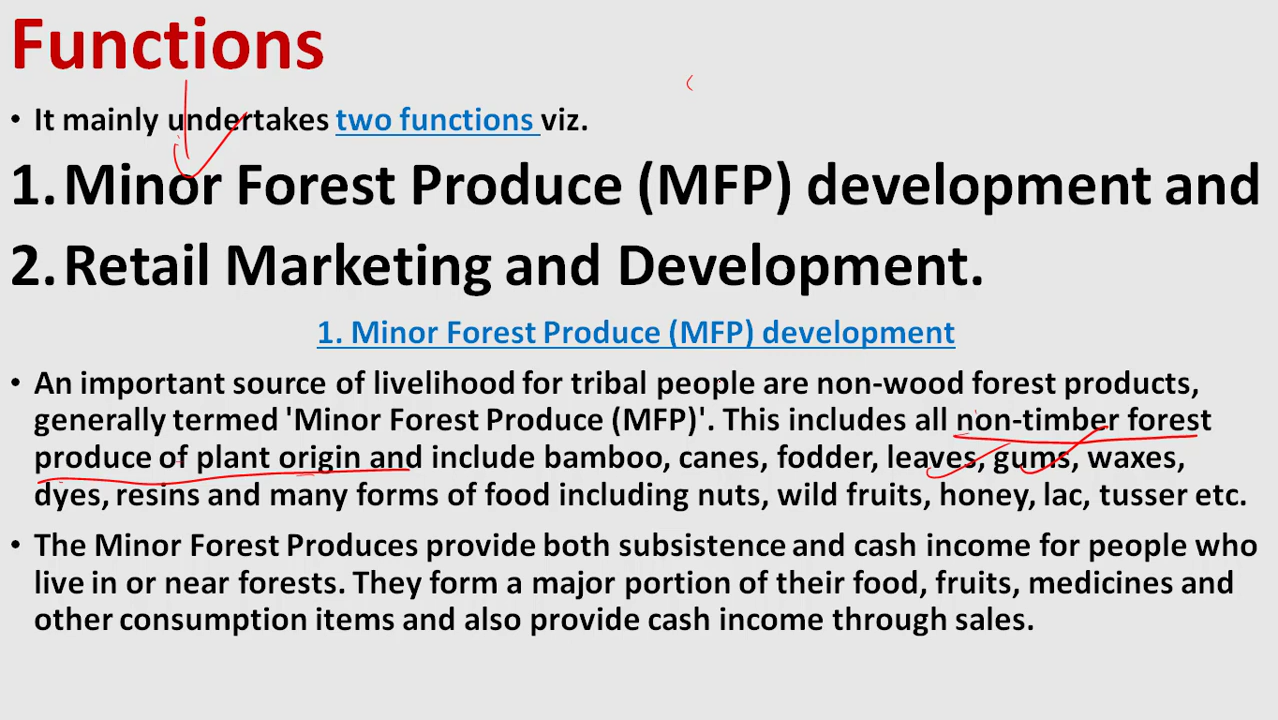 Functions
• It mainly undertakes two functions viz.
1. Minor Forest Produce (MFP) development and
2. Retail Marketing and Development.
1. Minor Forest Produce (MFP) development
• An important source of livelihood for tribal people are non-wood forest products,
generally termed 'Minor Forest Produce (MFP)'. This includes all non-timber forest
produce of plant origin and include bamboo, canes, fodder, leaves, gums, waxes,
dyes, resins and many forms of food including nuts, wild fruits, honey, lac, tusser etc.
• The Minor Forest Produces provide both subsistence and cash income for people who
live in or near forests. They form a major portion of their food, fruits, medicines and
other consumption items and also provide cash income through sales.